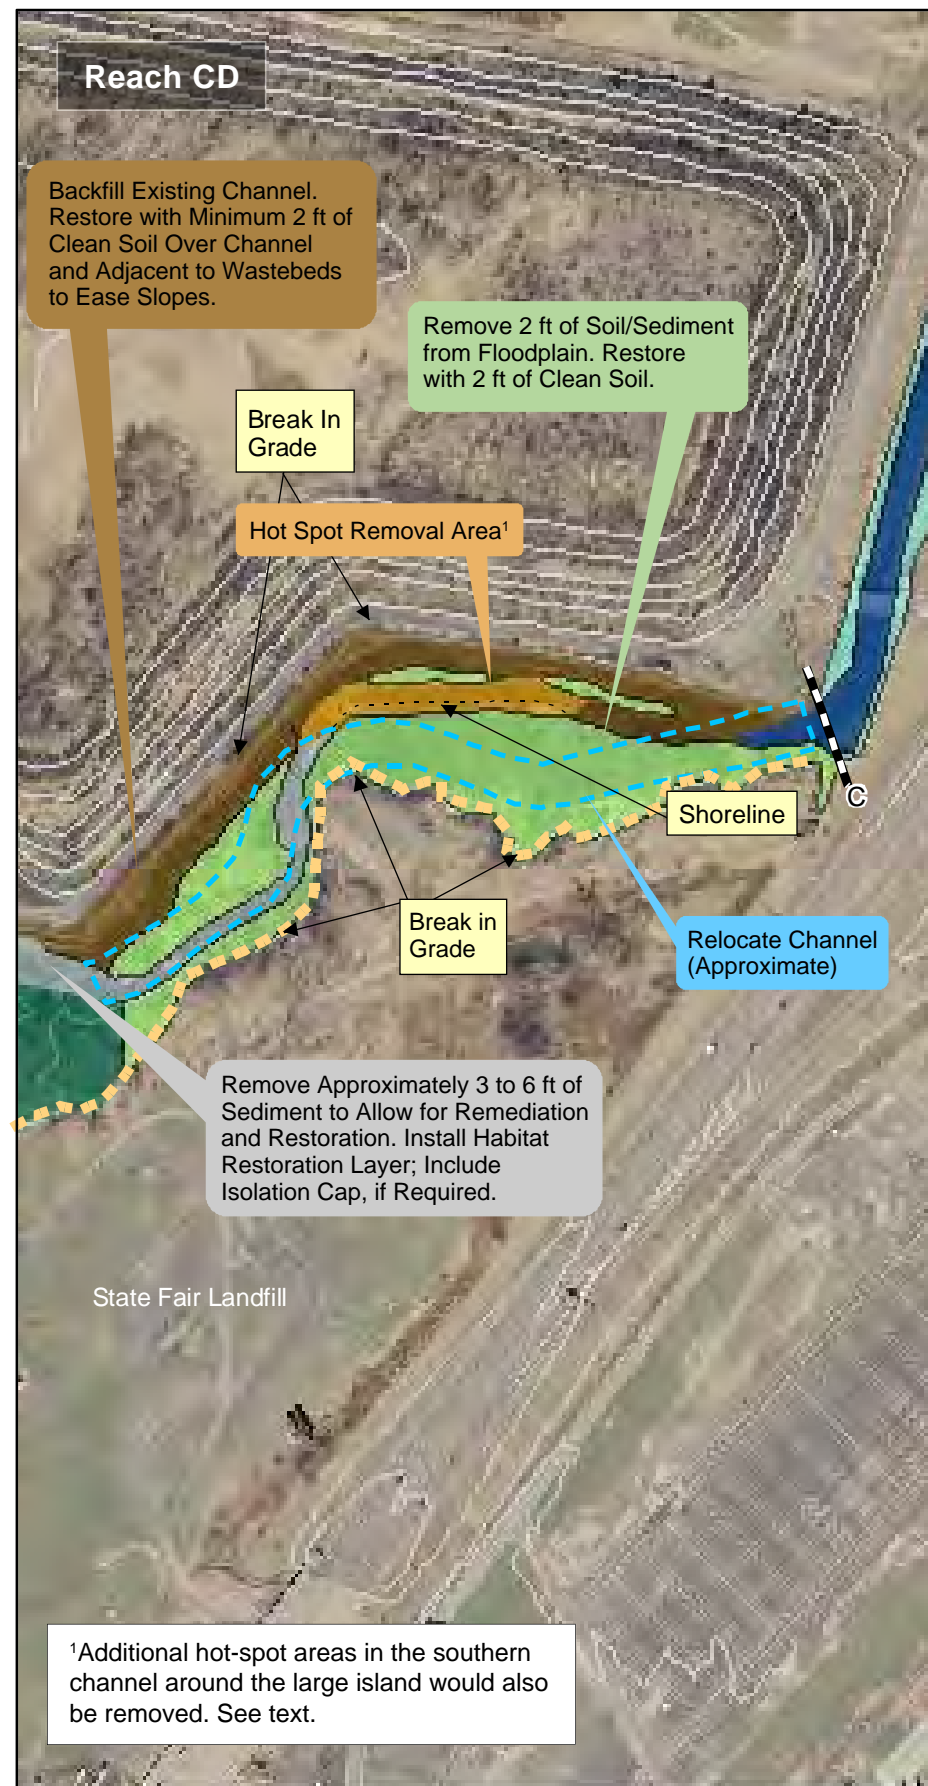 Reach CD
Backfill Existing Channel.
Restore with Minimum 2 ft of
Clean Soil Over Channel
and Adjacent to Wastebeds
to Ease Slopes.
Remove 2 ft of Soil/Sediment
from Floodplain. Restore
with 2 ft of Clean Soil.
Break In
Grade
Hot Spot Removal Area¹
C
Shoreline
Break in
Grade
Relocate Channel
(Approximate)
Remove Approximately 3 to 6 ft of
Sediment to Allow for Remediation
and Restoration. Install Habitat
Restoration Layer; Include
Isolation Cap, if Required.
State Fair Landfill
¹Additional hot-spot areas in the southern
channel around the large island would also
be removed. See text.